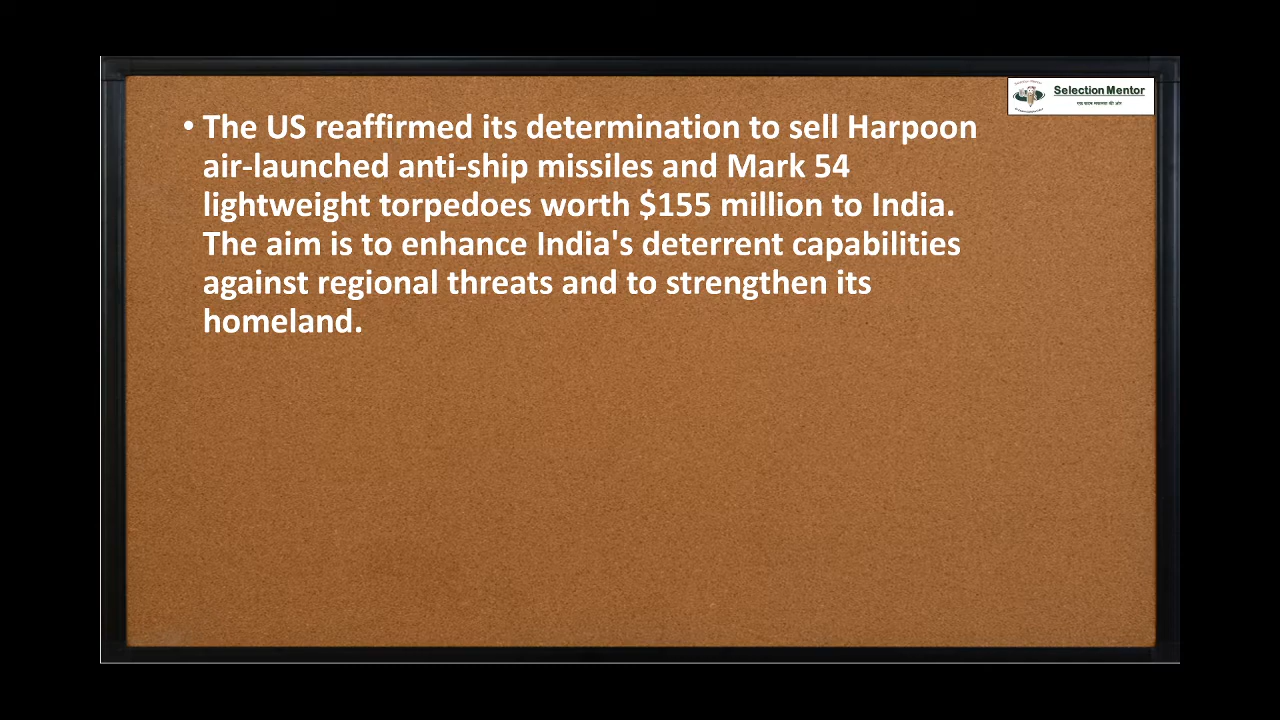 Selection Mentor
• The US reaffirmed its determination to sell Harpoon
air-launched anti-ship missiles and Mark 54
lightweight torpedoes worth $155 million to India.
The aim is to enhance India's deterrent capabilities
against regional threats and to strengthen its
homeland.